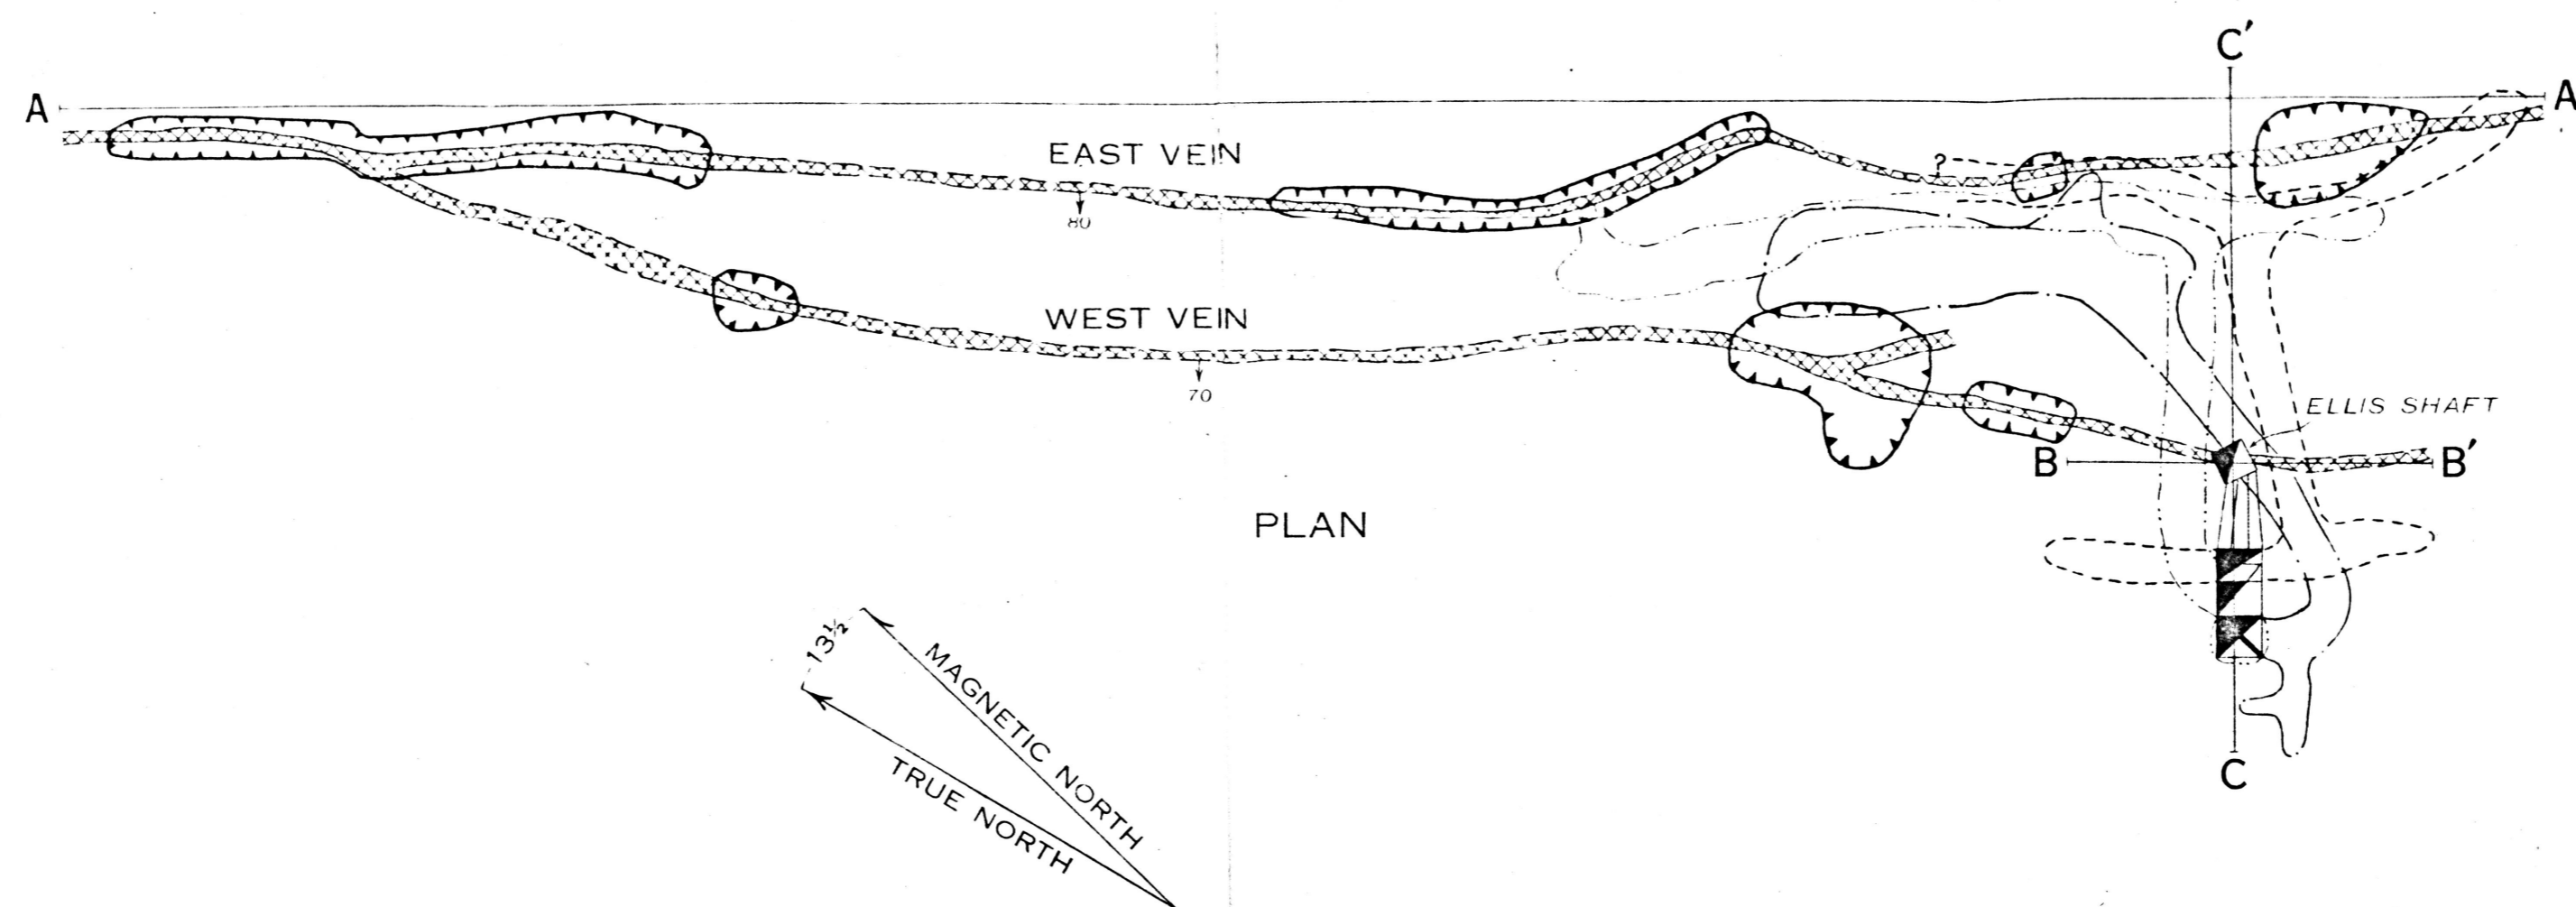 C′
A
A
EAST VEIN
?
80
WEST VEIN
70
ELLIS SHAFT
B
B′
PLAN
13½
MAGNETIC NORTH
TRUE NORTH
C